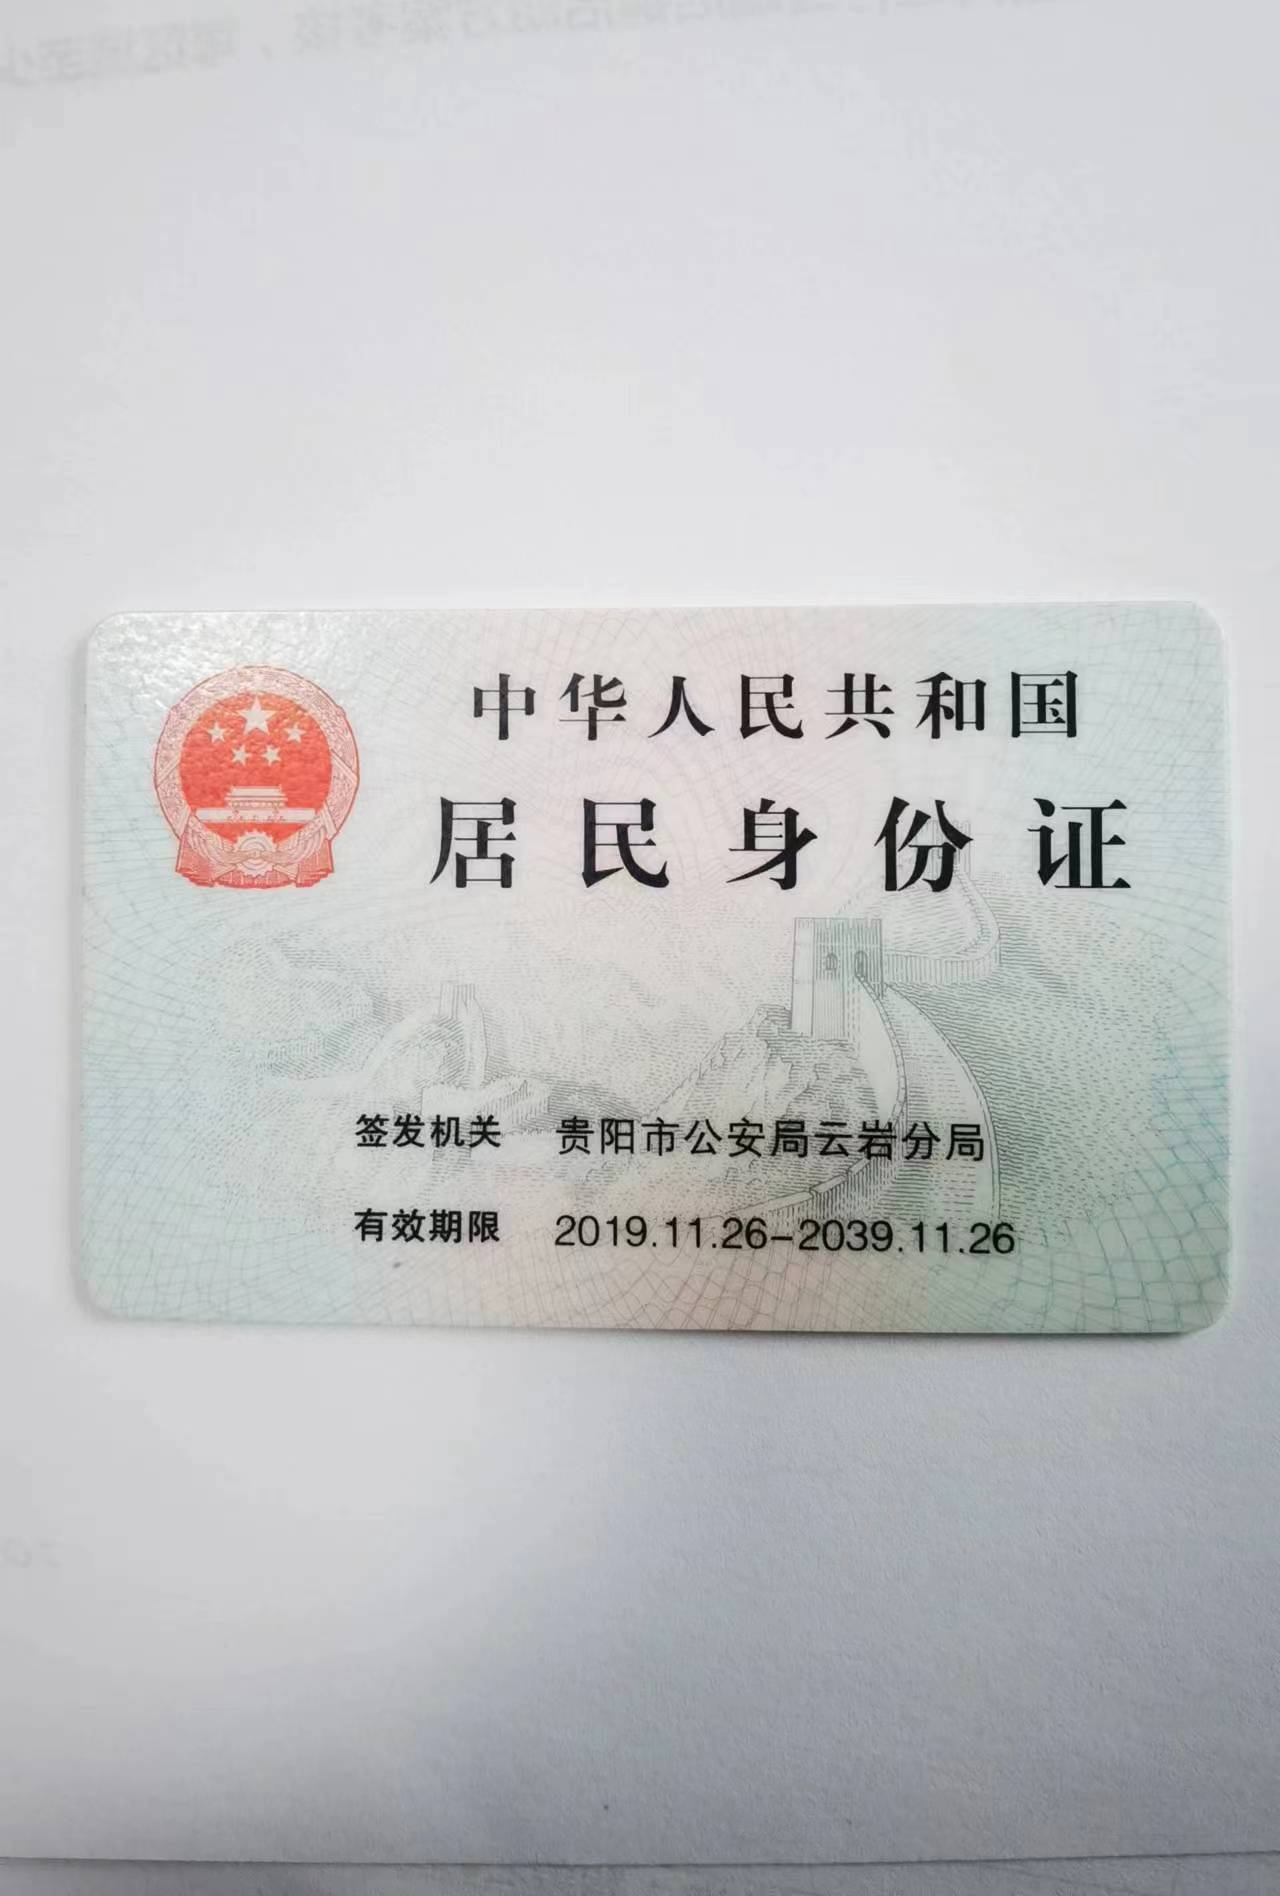 中华人民共和国
居民身份证
签发机关 贵阳市公安局云岩分局
有效期限 2019.11.26-2039.11.26